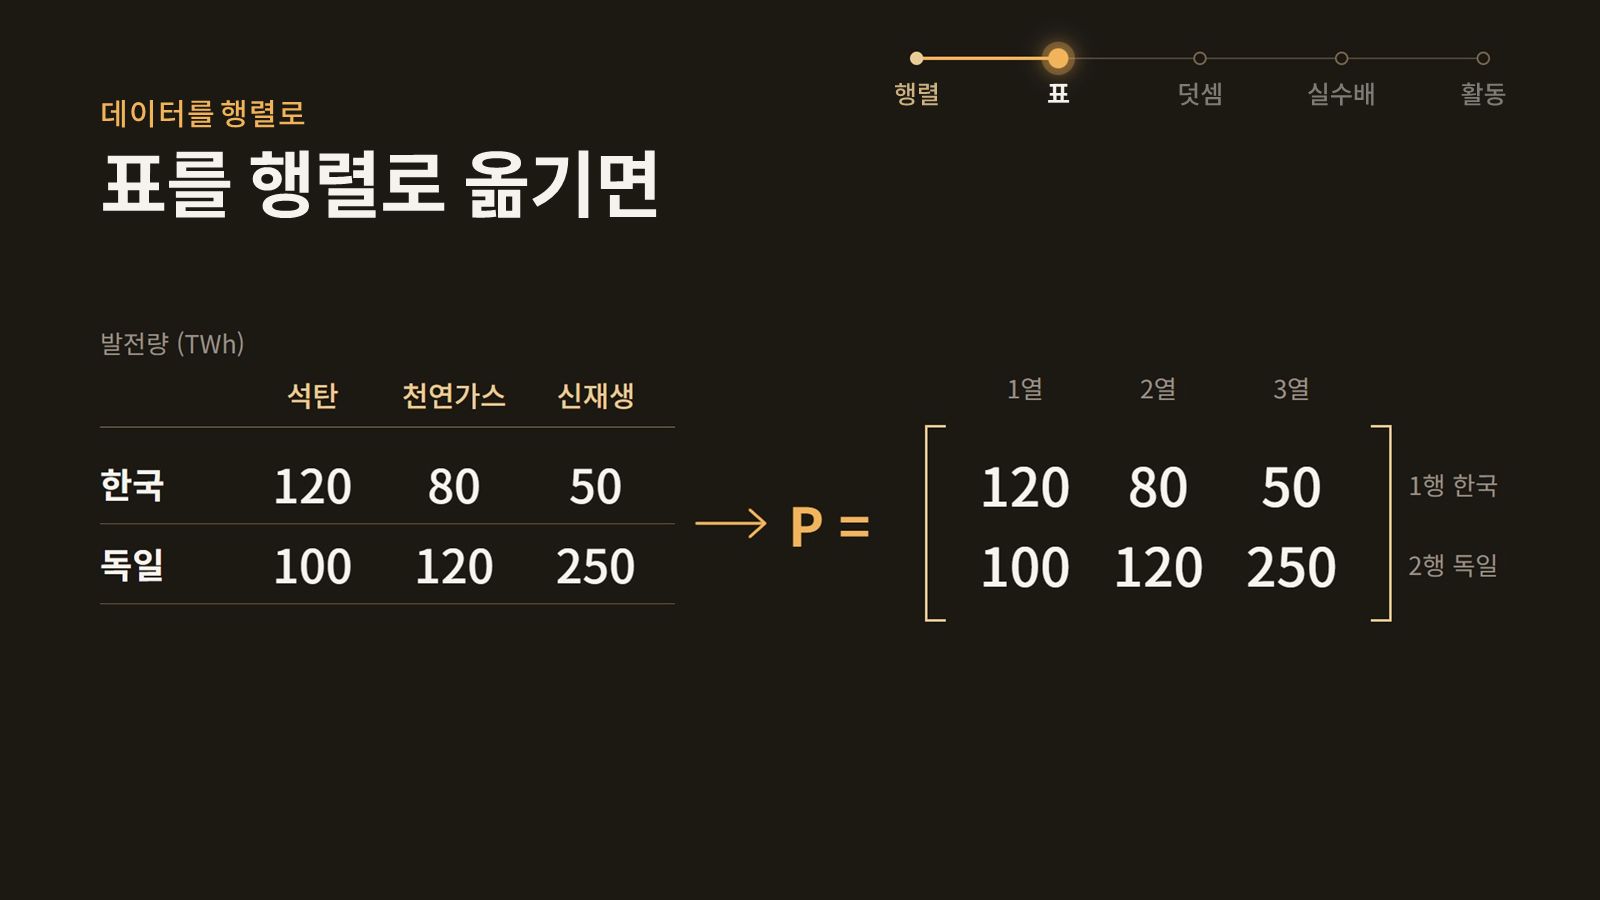 행렬 표 덧셈 실수배 활동
데이터를 행렬로
표를 행렬로 옮기면
발전량 (TWh)
석탄 천연가스 신재생
한국 120 80 50
독일 100 120 250
P =
1열 2열 3열
120 80 50 1행 한국
100 120 250 2행 독일